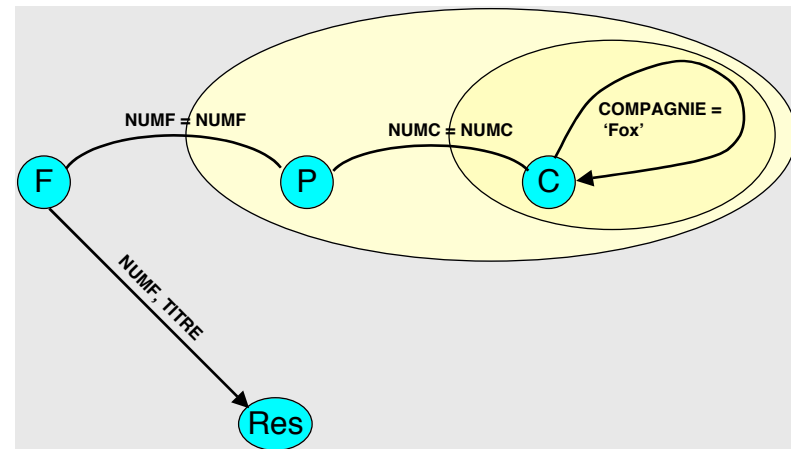 COMPAGNIE =
‘Fox’
NUMF = NUMF
NUMC = NUMC
F
P
C
NUMF, TITRE
Res